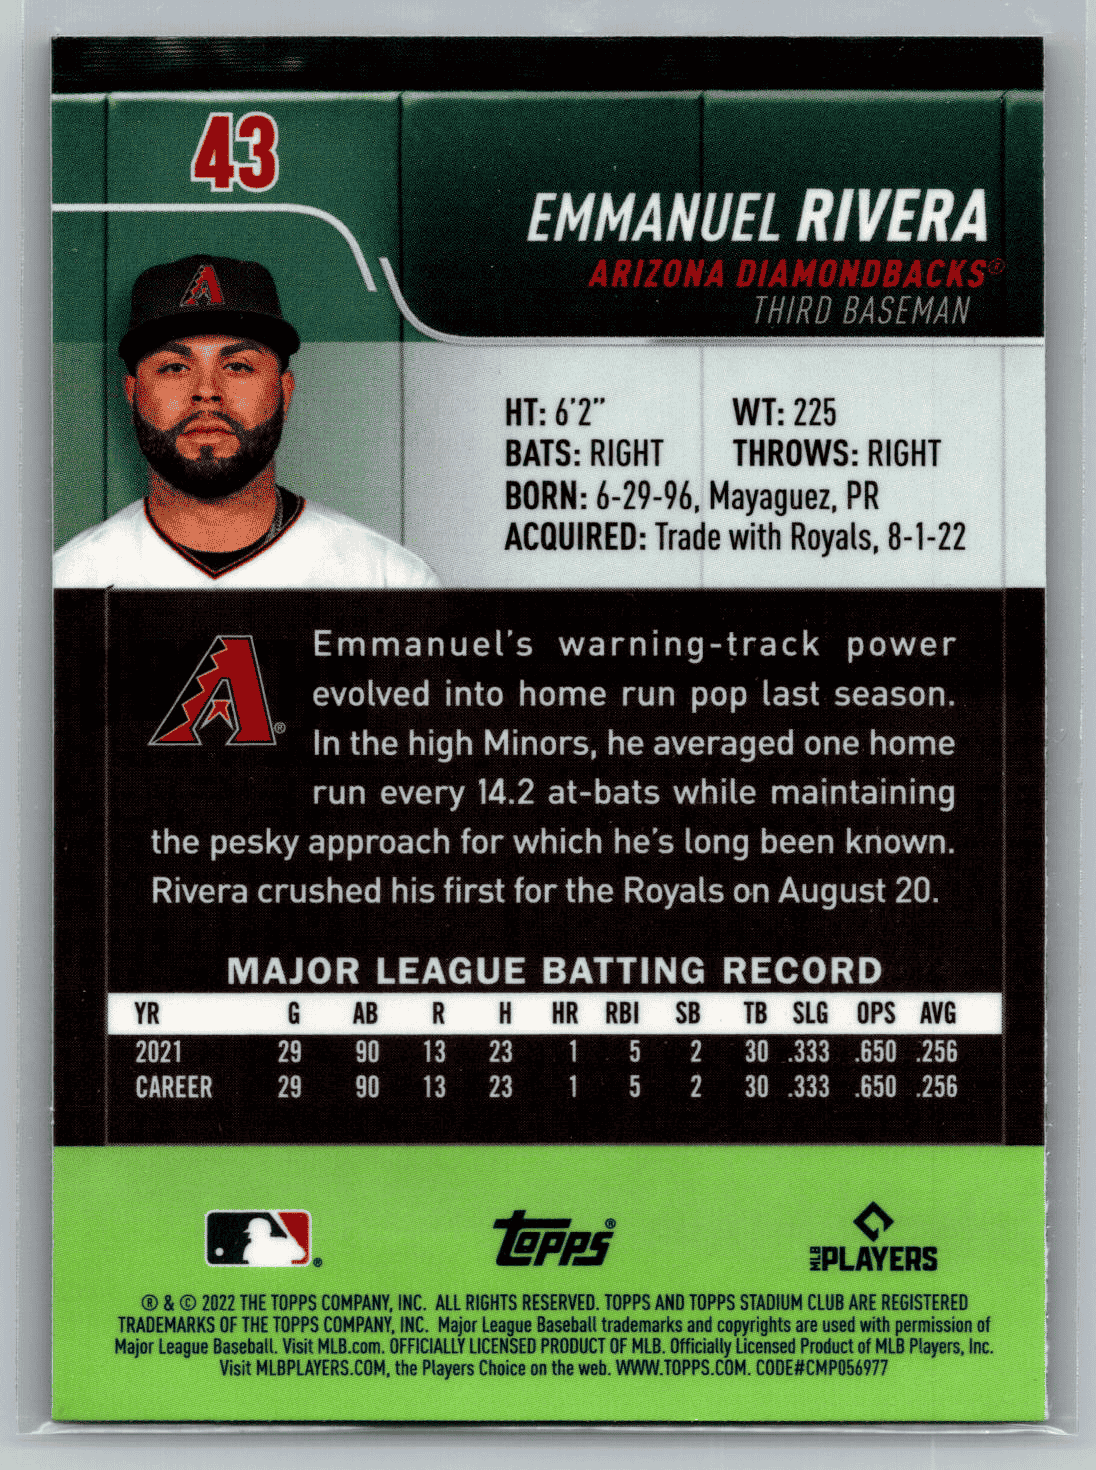 43
EMMANUEL RIVERA
ARIZONA DIAMONDBACKS®
THIRD BASEMAN
HT: 6'2" WT: 225
BATS: RIGHT THROWS: RIGHT
BORN: 6-29-96, Mayaguez, PR
ACQUIRED: Trade with Royals, 8-1-22
Emmanuel's warning-track power
evolved into home run pop last season.
In the high Minors, he averaged one home
run every 14.2 at-bats while maintaining
the pesky approach for which he's long been known.
Rivera crushed his first for the Royals on August 20.
MAJOR LEAGUE BATTING RECORD
YR G AB R H HR RBI SB TB SLG OPS AVG
2021 29 90 13 23 1 5 2 30 .333 .650 .256
CAREER 29 90 13 23 1 5 2 30 .333 .650 .256
topps®
MLB PLAYERS
® & © 2022 THE TOPPS COMPANY, INC. ALL RIGHTS RESERVED. TOPPS AND TOPPS STADIUM CLUB ARE REGISTERED
TRADEMARKS OF THE TOPPS COMPANY, INC. Major League Baseball trademarks and copyrights are used with permission of
Major League Baseball. Visit MLB.com. OFFICIALLY LICENSED PRODUCT OF MLB. Officially Licensed Product of MLB Players, Inc.
Visit MLBPLAYERS.COM, the Players Choice on the web. WWW.TOPPS.COM. CODE#CMP056977